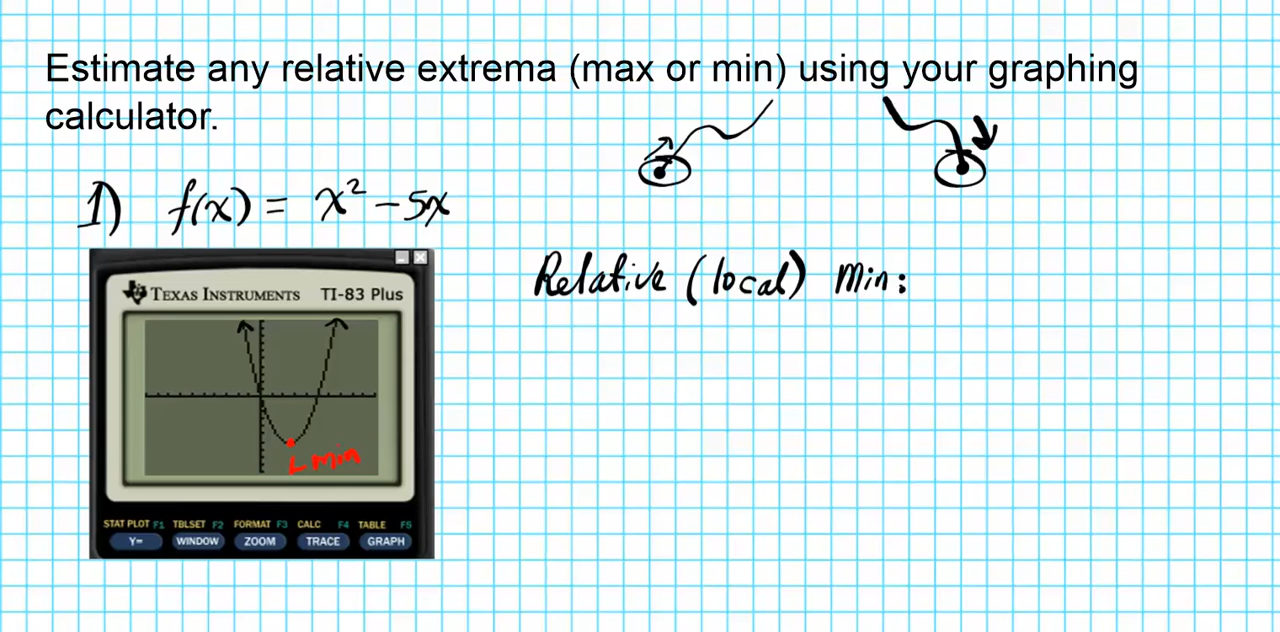 Estimate any relative extrema (max or min) using your graphing
calculator.
1) f(x) = x² - 5x
Relative (local) Min:
TEXAS INSTRUMENTS TI-83 Plus
L Min
STAT PLOT F1 TBLSET F2 FORMAT F3 CALC F4 TABLE F5
Y= WINDOW ZOOM TRACE GRAPH